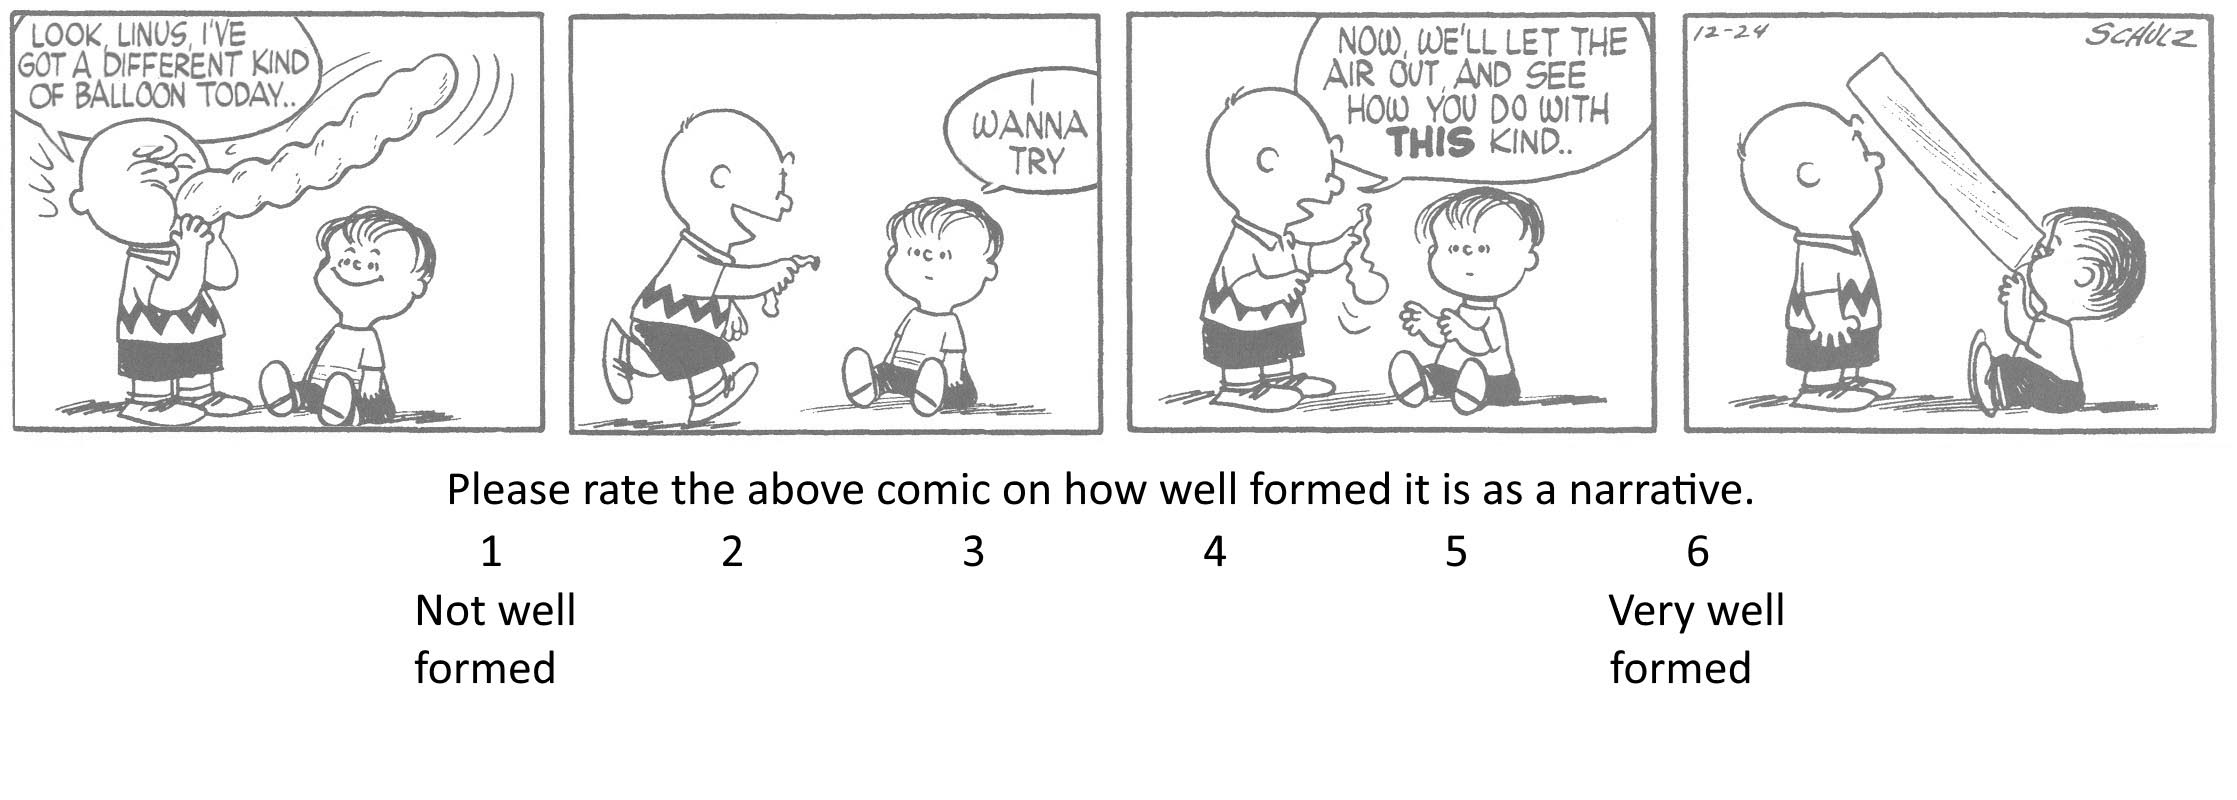 LOOK, LINUS, I'VE
GOT A DIFFERENT KIND
OF BALLOON TODAY..
I
WANNA
TRY
NOW, WE'LL LET THE
AIR OUT, AND SEE
HOW YOU DO WITH
THIS KIND..
12-24
SCHULZ
Please rate the above comic on how well formed it is as a narrative.
1 2 3 4 5 6
Not well
formed
Very well
formed